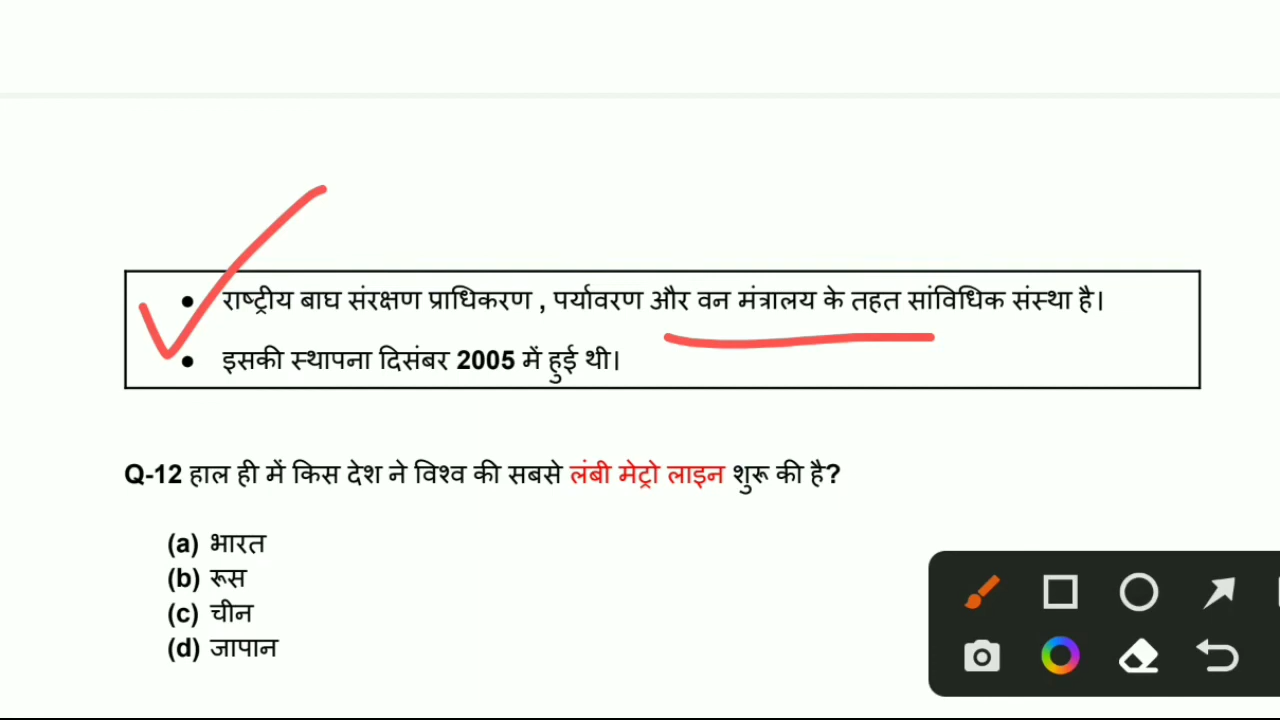 • राष्ट्रीय बाघ संरक्षण प्राधिकरण , पर्यावरण और वन मंत्रालय के तहत सांविधिक संस्था है।
• इसकी स्थापना दिसंबर 2005 में हुई थी।
Q-12 हाल ही में किस देश ने विश्व की सबसे लंबी मेट्रो लाइन शुरू की है?
(a) भारत
(b) रूस
(c) चीन
(d) जापान